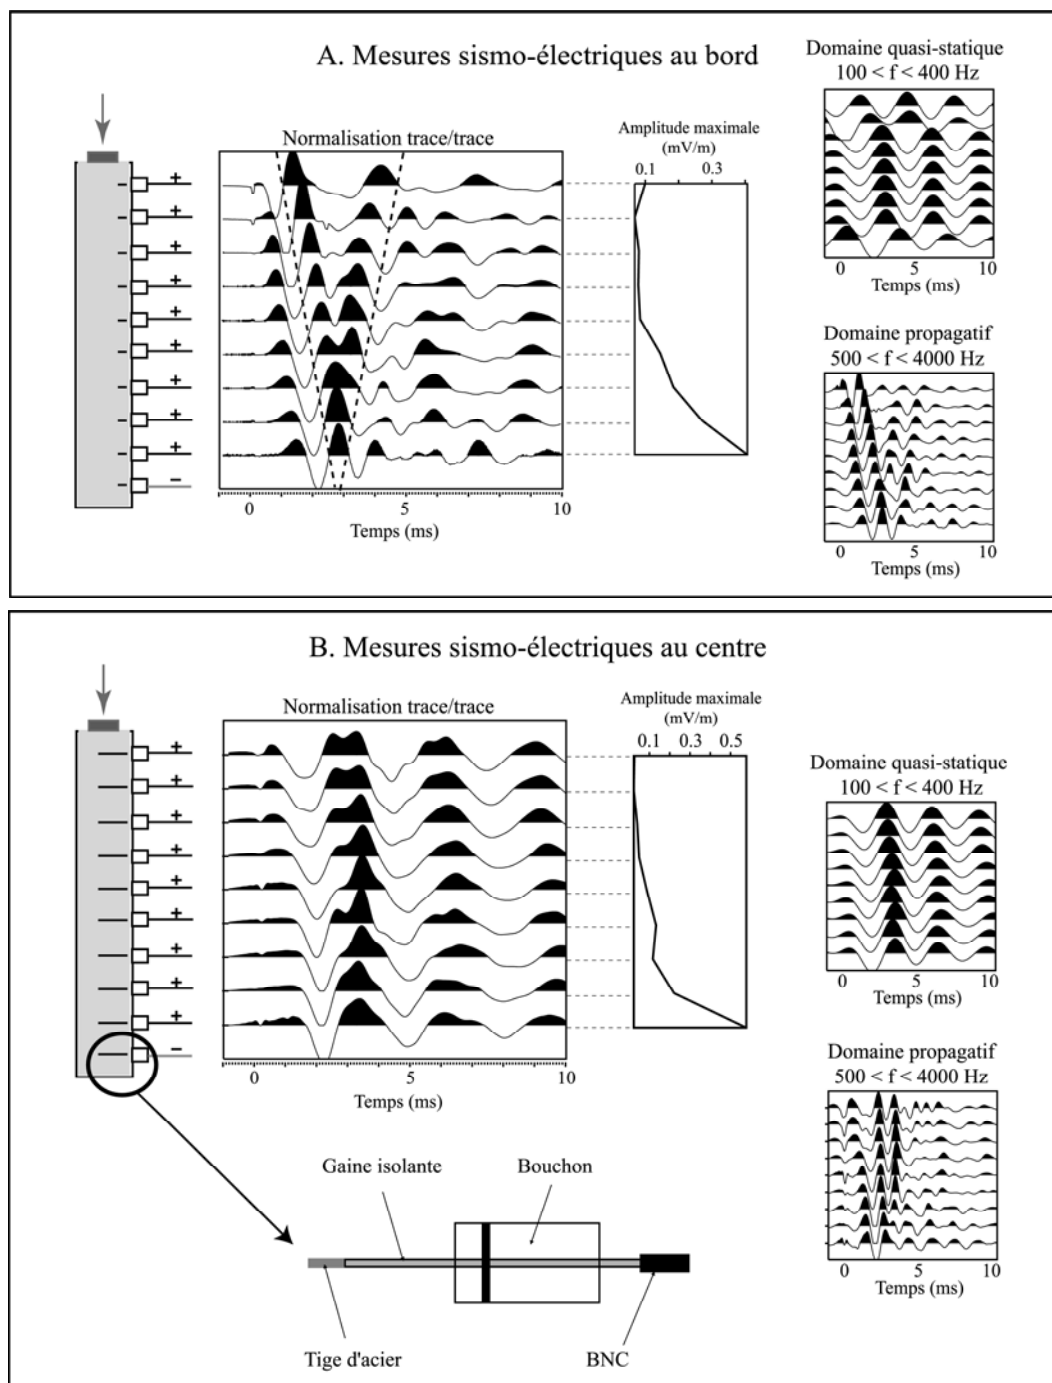 A. Mesures sismo-électriques au bord
Domaine quasi-statique
100 < f < 400 Hz
Normalisation trace/trace
Amplitude maximale
(mV/m)
0.1 0.3
+
+
+
+
+
+
+
+
+
−
0 5 10
Temps (ms)
0 5 10
Temps (ms)
Domaine propagatif
500 < f < 4000 Hz
0 5 10
Temps (ms)
B. Mesures sismo-électriques au centre
Normalisation trace/trace
Amplitude maximale
(mV/m)
0.1 0.3 0.5
+
+
+
+
+
+
+
+
+
−
0 5 10
Temps (ms)
Domaine quasi-statique
100 < f < 400 Hz
0 5 10
Temps (ms)
Domaine propagatif
500 < f < 4000 Hz
0 5 10
Temps (ms)
Gaine isolante
Bouchon
Tige d'acier
BNC